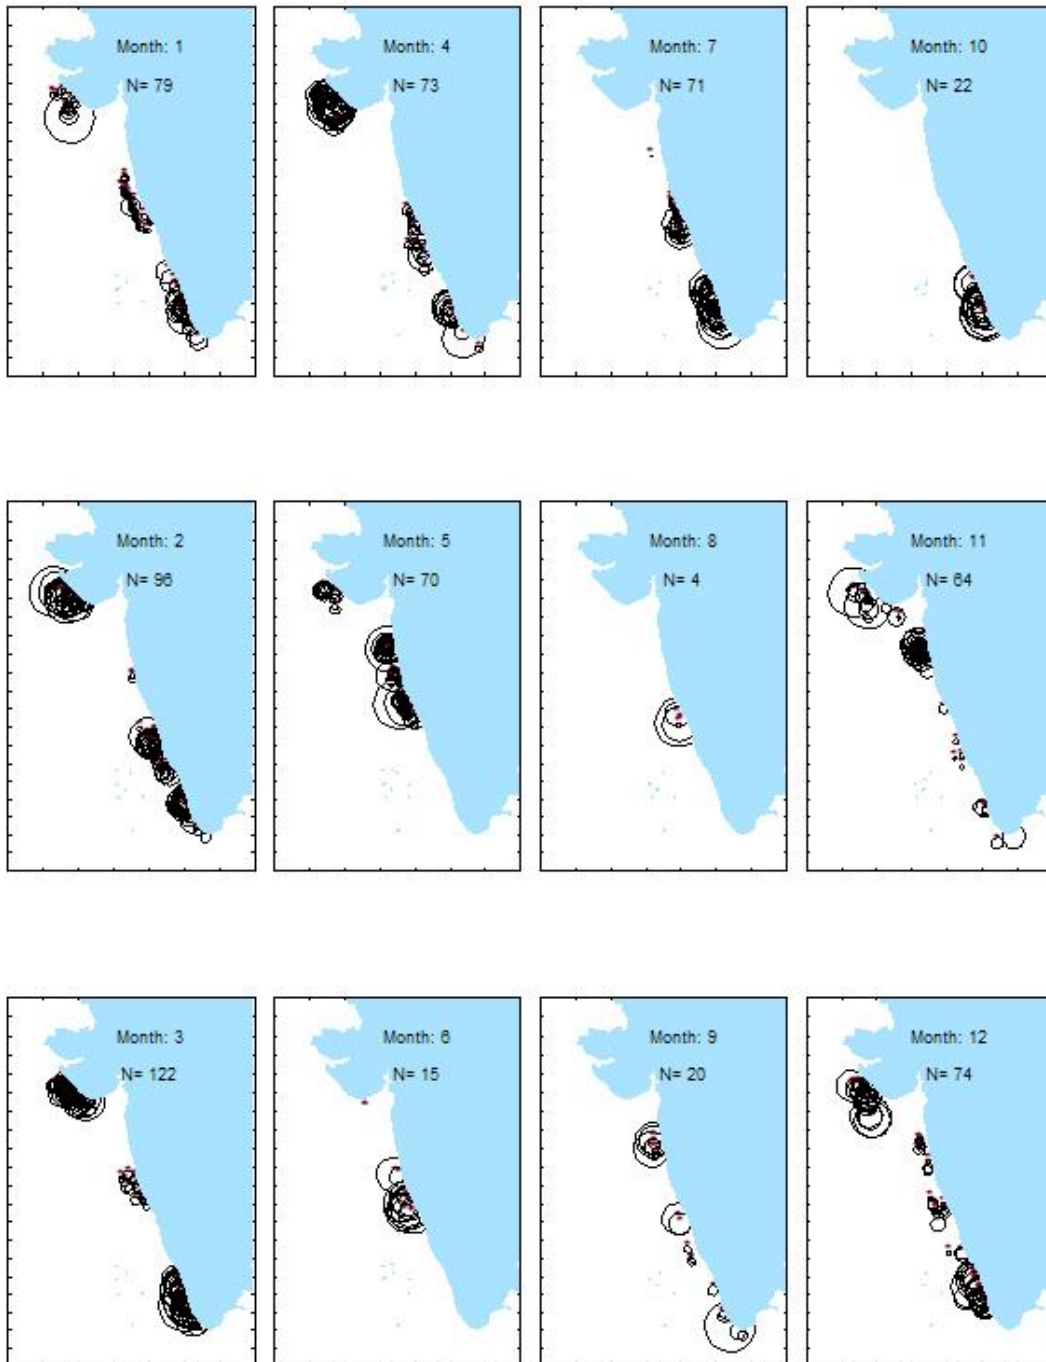 Month: 1
N= 79
Month: 4
N= 73
Month: 7
N= 71
Month: 10
N= 22
Month: 2
N= 96
Month: 5
N= 70
Month: 8
N= 4
Month: 11
N= 64
Month: 3
N= 122
Month: 6
N= 15
Month: 9
N= 20
Month: 12
N= 74